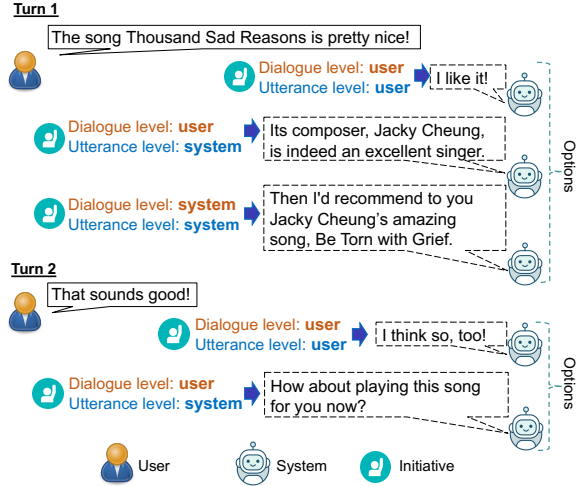 Turn 1
The song Thousand Sad Reasons is pretty nice!
Dialogue level: user
Utterance level: user
I like it!
Dialogue level: user
Utterance level: system
Its composer, Jacky Cheung,
is indeed an excellent singer.
Dialogue level: system
Utterance level: system
Then I'd recommend to you
Jacky Cheung's amazing
song, Be Torn with Grief.
Options
Turn 2
That sounds good!
Dialogue level: user
Utterance level: user
I think so, too!
Dialogue level: user
Utterance level: system
How about playing this song
for you now?
Options
User
System
Initiative